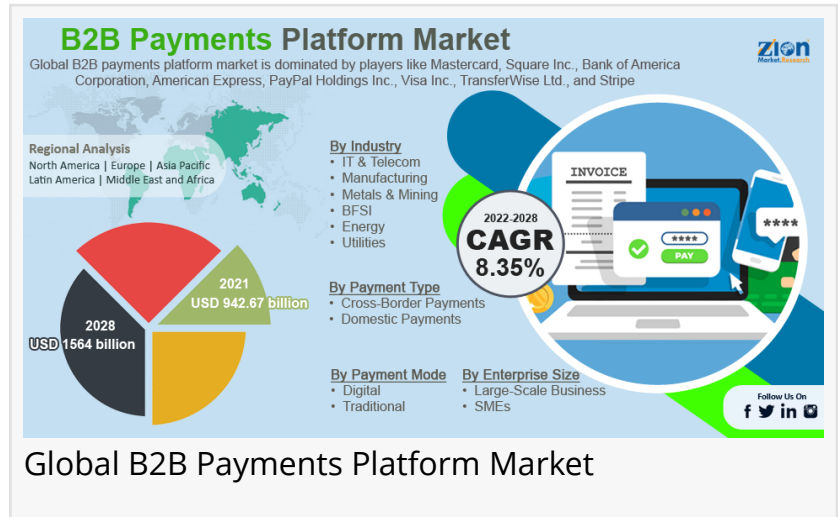 B2B Payments Platform Market
Global B2B payments platform market is dominated by players like Mastercard, Square Inc., Bank of America
Corporation, American Express, PayPal Holdings Inc., Visa Inc., TransferWise Ltd., and Stripe
Zion
Market.Research
Regional Analysis
North America | Europe | Asia Pacific
Latin America | Middle East and Africa
By Industry
• IT & Telecom
• Manufacturing
• Metals & Mining
• BFSI
• Energy
• Utilities
By Payment Type
• Cross-Border Payments
• Domestic Payments
By Payment Mode
• Digital
• Traditional
By Enterprise Size
• Large-Scale Business
• SMEs
2021
USD 942.67 billion
2028
USD 1564 billion
2022-2028
CAGR
8.35%
INVOICE
****
PAY
****
Follow Us On
Global B2B Payments Platform Market